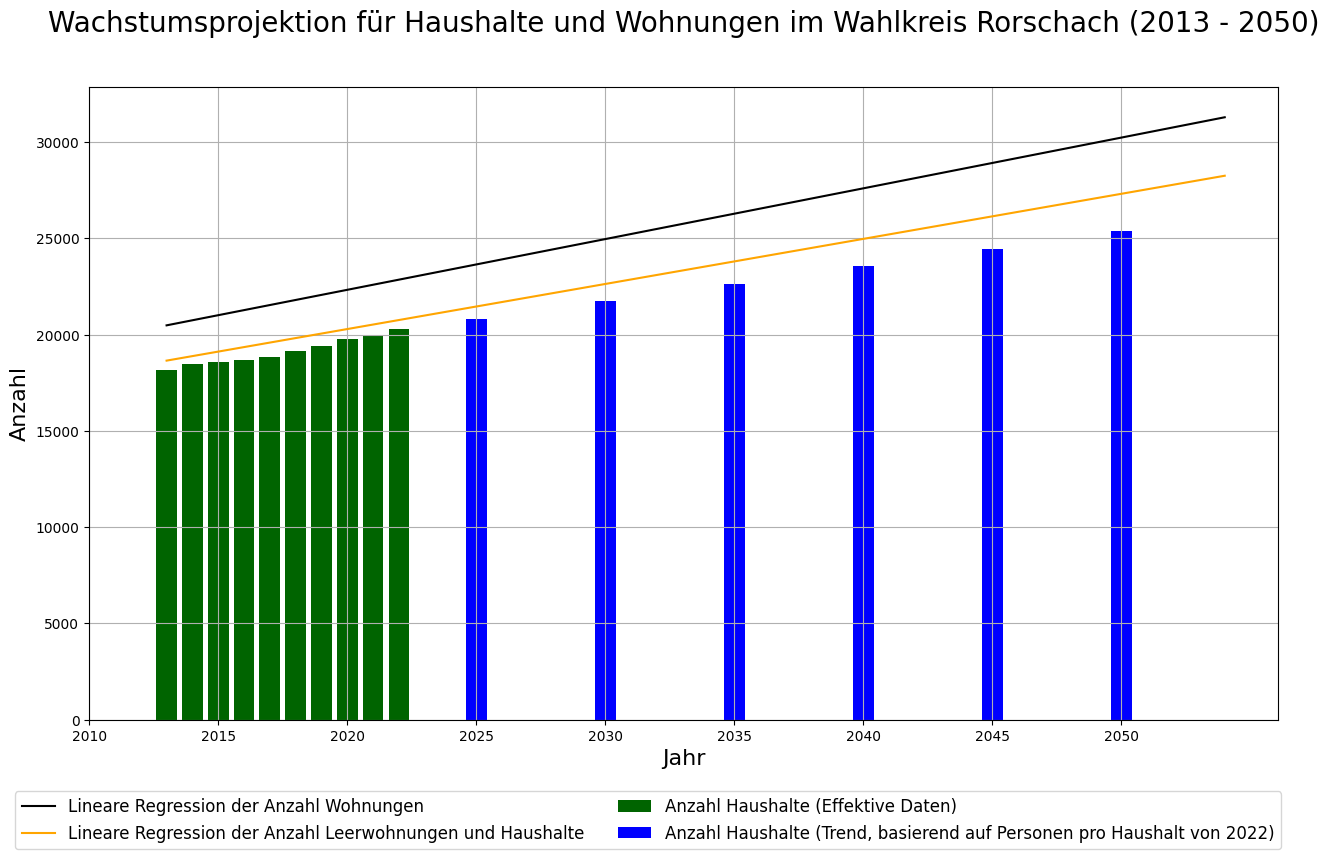 Wachstumsprojektion für Haushalte und Wohnungen im Wahlkreis Rorschach (2013 - 2050)
30000
25000
20000
15000
10000
5000
0
Anzahl
2010 2015 2020 2025 2030 2035 2040 2045 2050
Jahr
Lineare Regression der Anzahl Wohnungen
Lineare Regression der Anzahl Leerwohnungen und Haushalte
Anzahl Haushalte (Effektive Daten)
Anzahl Haushalte (Trend, basierend auf Personen pro Haushalt von 2022)